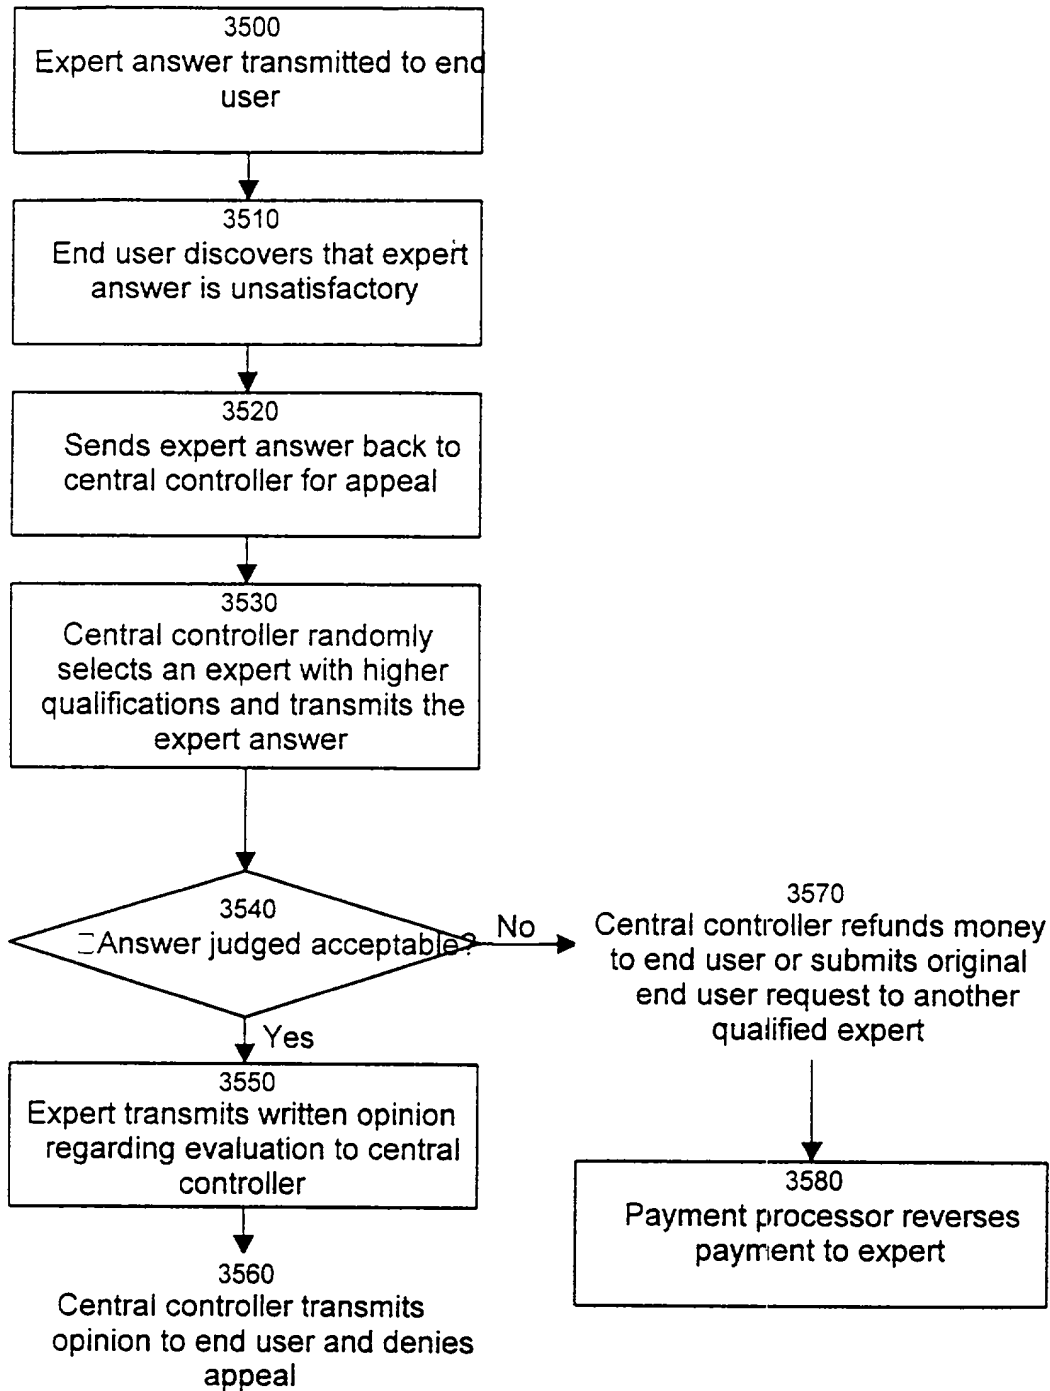 3500
Expert answer transmitted to end
user
3510
End user discovers that expert
answer is unsatisfactory
3520
Sends expert answer back to
central controller for appeal
3530
Central controller randomly
selects an expert with higher
qualifications and transmits the
expert answer
3540
Answer judged acceptable?
No
Yes
3570
Central controller refunds money
to end user or submits original
end user request to another
qualified expert
3550
Expert transmits written opinion
regarding evaluation to central
controller
3580
Payment processor reverses
payment to expert
3560
Central controller transmits
opinion to end user and denies
appeal